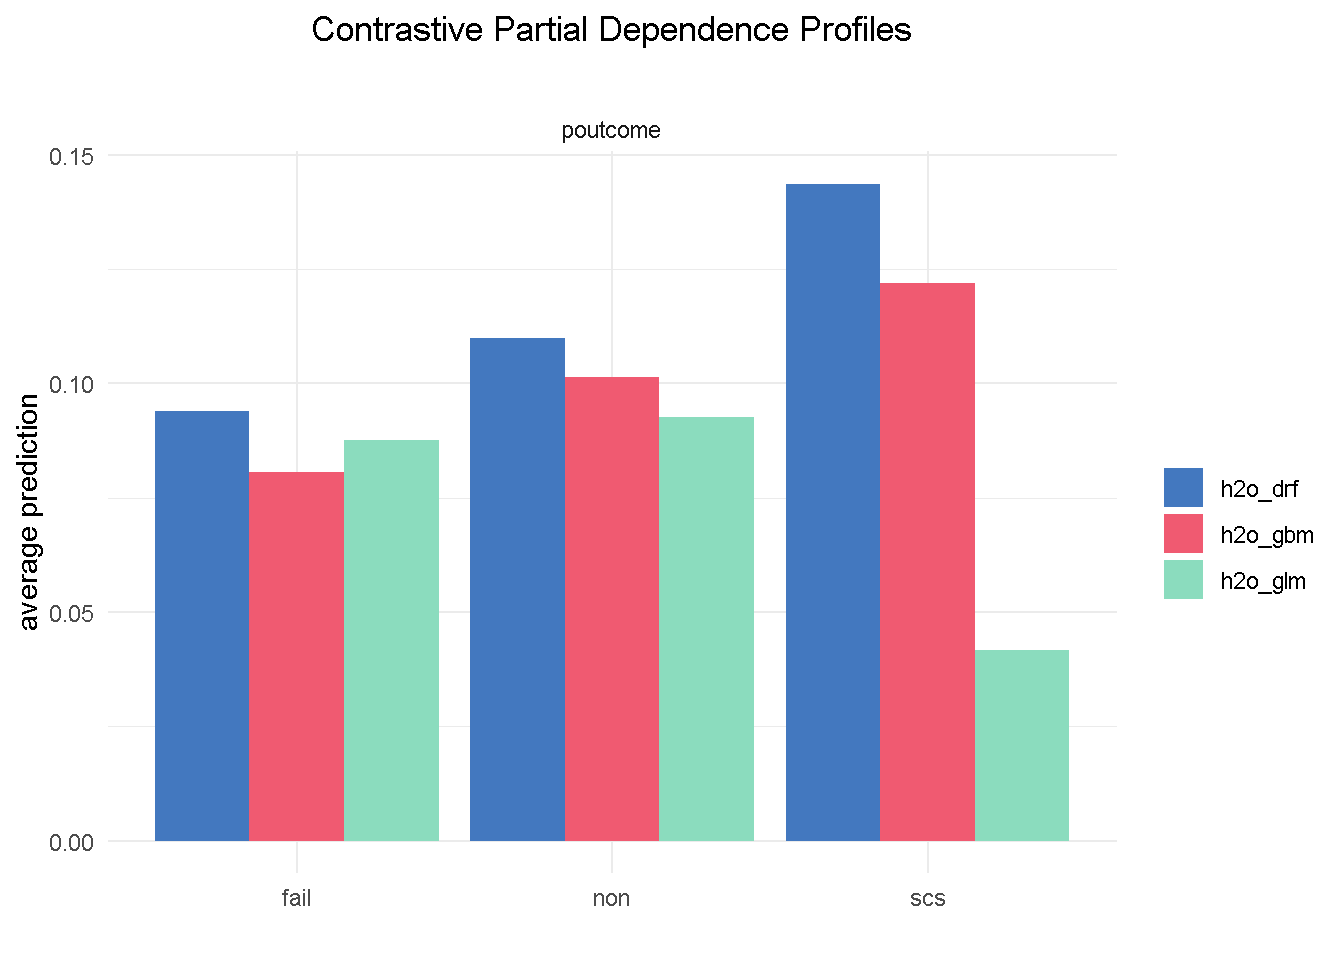 Contrastive Partial Dependence Profiles
poutcome
0.15
0.10
0.05
0.00
average prediction
fail
non
scs
h2o_drf
h2o_gbm
h2o_glm